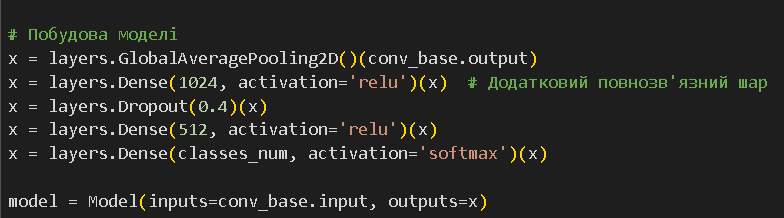 # Побудова моделі
x = layers.GlobalAveragePooling2D()(conv_base.output)
x = layers.Dense(1024, activation='relu')(x)  # Додатковий повнозв'язний шар
x = layers.Dropout(0.4)(x)
x = layers.Dense(512, activation='relu')(x)
x = layers.Dense(classes_num, activation='softmax')(x)
model = Model(inputs=conv_base.input, outputs=x)